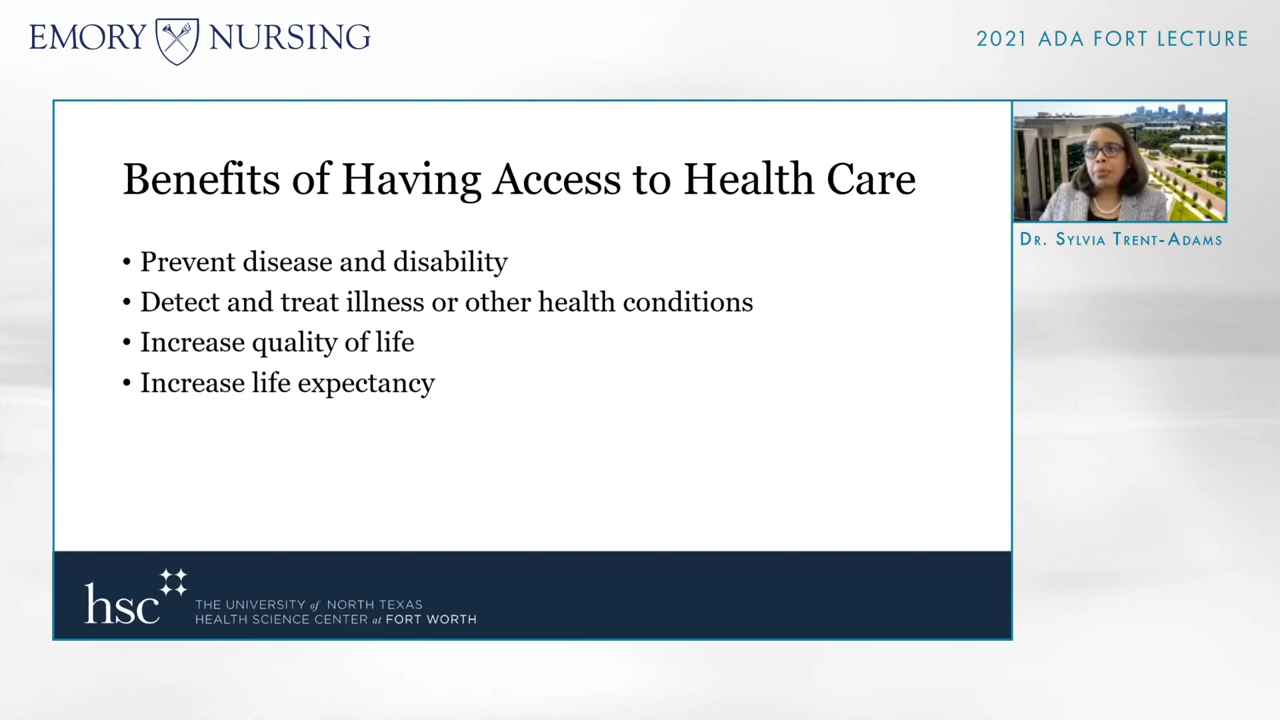 EMORY NURSING
2021 ADA FORT LECTURE
Benefits of Having Access to Health Care
• Prevent disease and disability
• Detect and treat illness or other health conditions
• Increase quality of life
• Increase life expectancy
DR. SYLVIA TRENT-ADAMS
hsc
THE UNIVERSITY of NORTH TEXAS
HEALTH SCIENCE CENTER at FORT WORTH